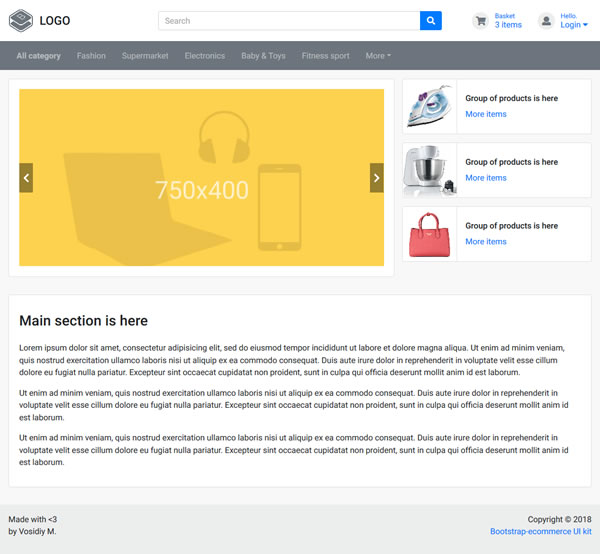 LOGO
Search
Basket
3 items
Hello.
Login
All category Fashion Supermarket Electronics Baby & Toys Fitness sport More
750x400
Group of products is here
More items
Group of products is here
More items
Group of products is here
More items
Main section is here
Lorem ipsum dolor sit amet, consectetur adipisicing elit, sed do eiusmod tempor incididunt ut labore et dolore magna aliqua. Ut enim ad minim veniam,
quis nostrud exercitation ullamco laboris nisi ut aliquip ex ea commodo consequat. Duis aute irure dolor in reprehenderit in voluptate velit esse cillum
dolore eu fugiat nulla pariatur. Excepteur sint occaecat cupidatat non proident, sunt in culpa qui officia deserunt mollit anim id est laborum.
Ut enim ad minim veniam, quis nostrud exercitation ullamco laboris nisi ut aliquip ex ea commodo consequat. Duis aute irure dolor in reprehenderit in
voluptate velit esse cillum dolore eu fugiat nulla pariatur. Excepteur sint occaecat cupidatat non proident, sunt in culpa qui officia deserunt mollit anim id
est laborum.
Ut enim ad minim veniam, quis nostrud exercitation ullamco laboris nisi ut aliquip ex ea commodo consequat. Duis aute irure dolor in reprehenderit in
voluptate velit esse cillum dolore eu fugiat nulla pariatur. Excepteur sint occaecat cupidatat non proident, sunt in culpa qui officia deserunt mollit anim id
est laborum.
Made with <3
by Vosidiy M.
Copyright © 2018
Bootstrap-ecommerce UI kit